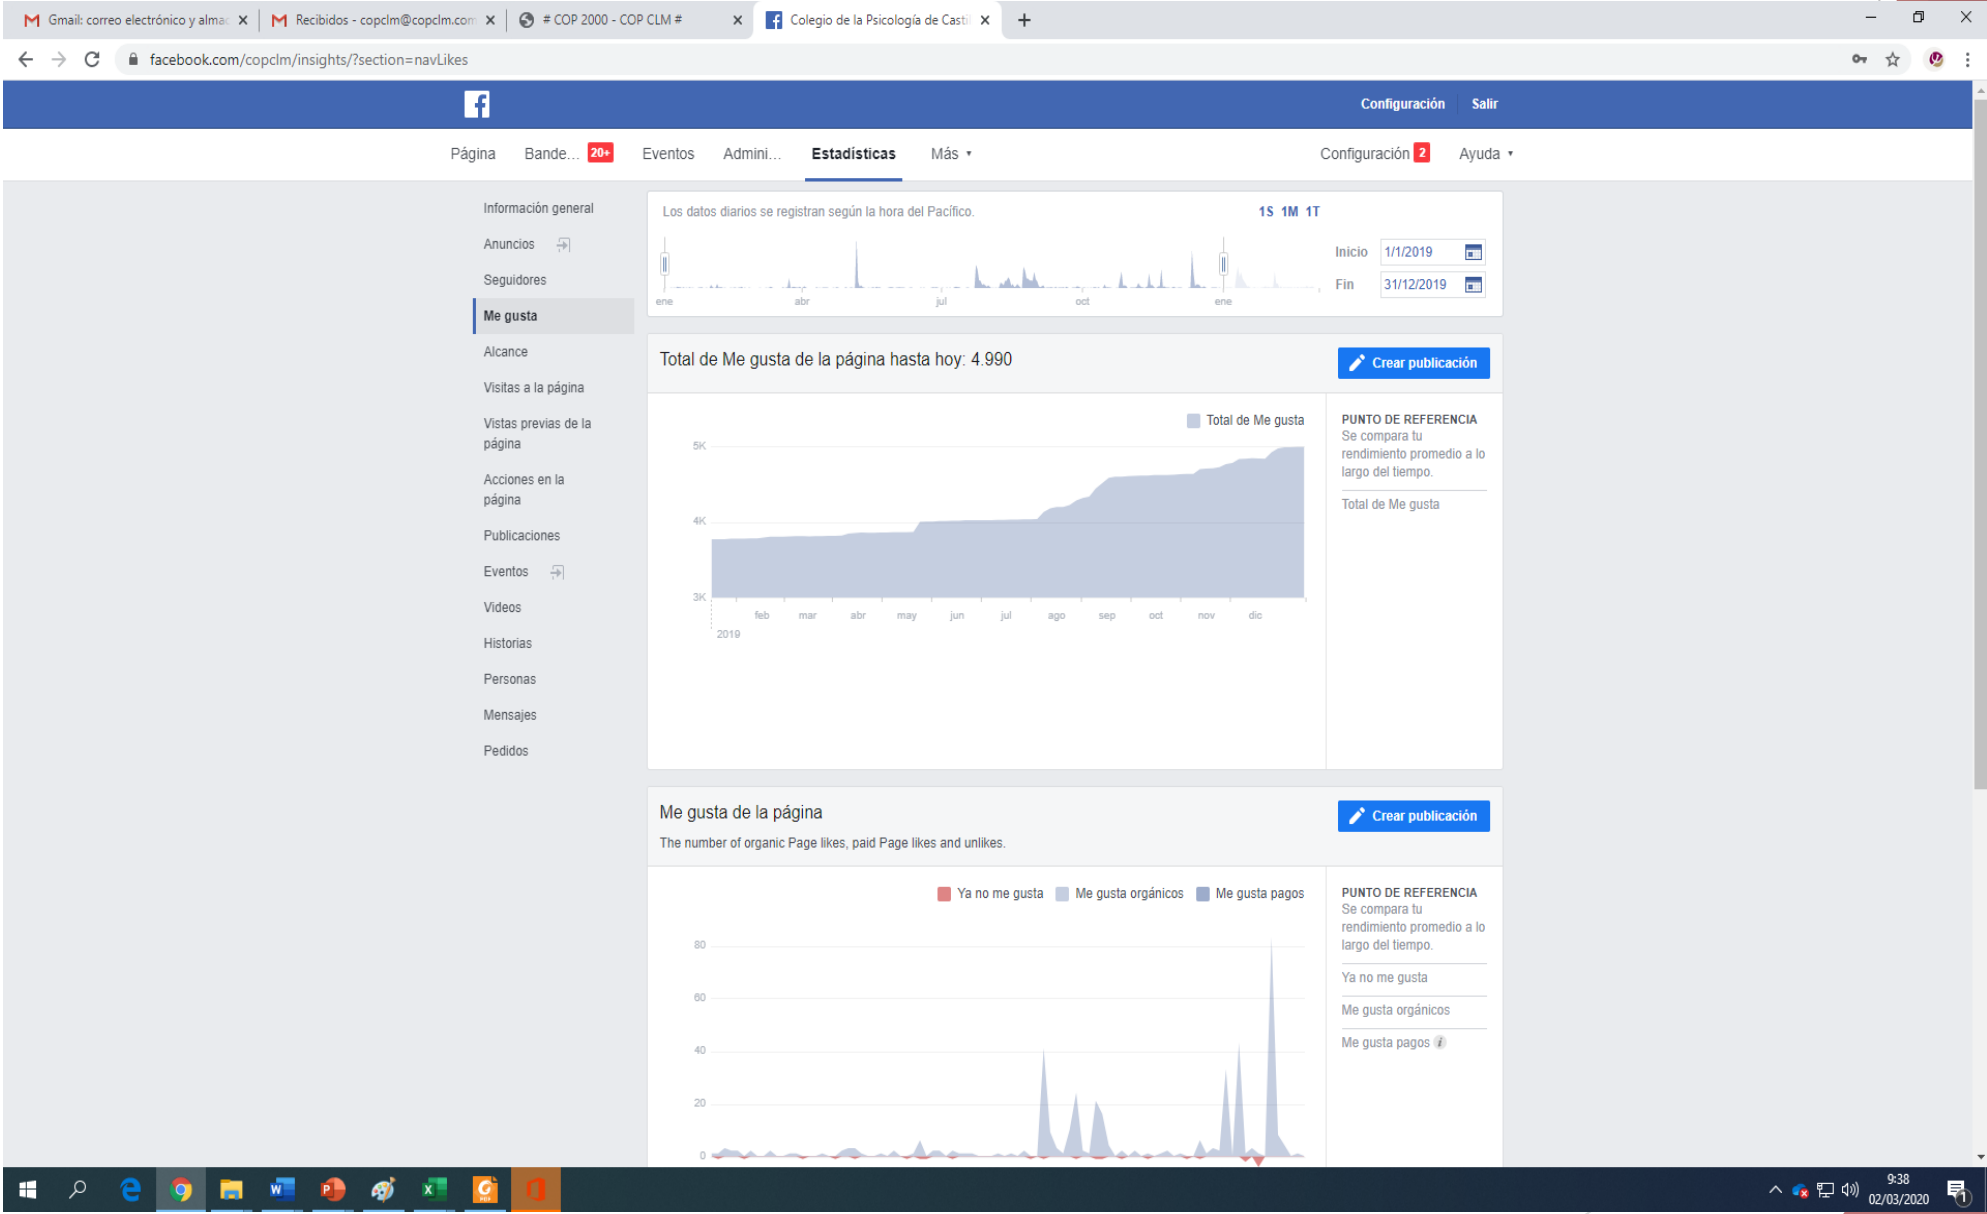 Gmail: correo electrónico y almac
Recibidos - copclm@copclm.com
# COP 2000 - COP CLM #
Colegio de la Psicología de Casti
facebook.com/copclm/insights/?section=navLikes
Configuración Salir
Página Bande... 20+ Eventos Admini... Estadísticas Más Configuración 2 Ayuda
Información general
Anuncios
Seguidores
Me gusta
Alcance
Visitas a la página
Vistas previas de la
página
Acciones en la
página
Publicaciones
Eventos
Videos
Historias
Personas
Mensajes
Pedidos
Los datos diarios se registran según la hora del Pacífico.
1S 1M 1T
Inicio 1/1/2019
Fin 31/12/2019
ene abr jul oct ene
Total de Me gusta de la página hasta hoy: 4.990
Crear publicación
Total de Me gusta
5K
4K
3K
feb mar abr may jun jul ago sep oct nov dic
2019
PUNTO DE REFERENCIA
Se compara tu
rendimiento promedio a lo
largo del tiempo.
Total de Me gusta
Me gusta de la página
The number of organic Page likes, paid Page likes and unlikes.
Crear publicación
Ya no me gusta Me gusta orgánicos Me gusta pagos
80
60
40
20
0
PUNTO DE REFERENCIA
Se compara tu
rendimiento promedio a lo
largo del tiempo.
Ya no me gusta
Me gusta orgánicos
Me gusta pagos
9:38
02/03/2020